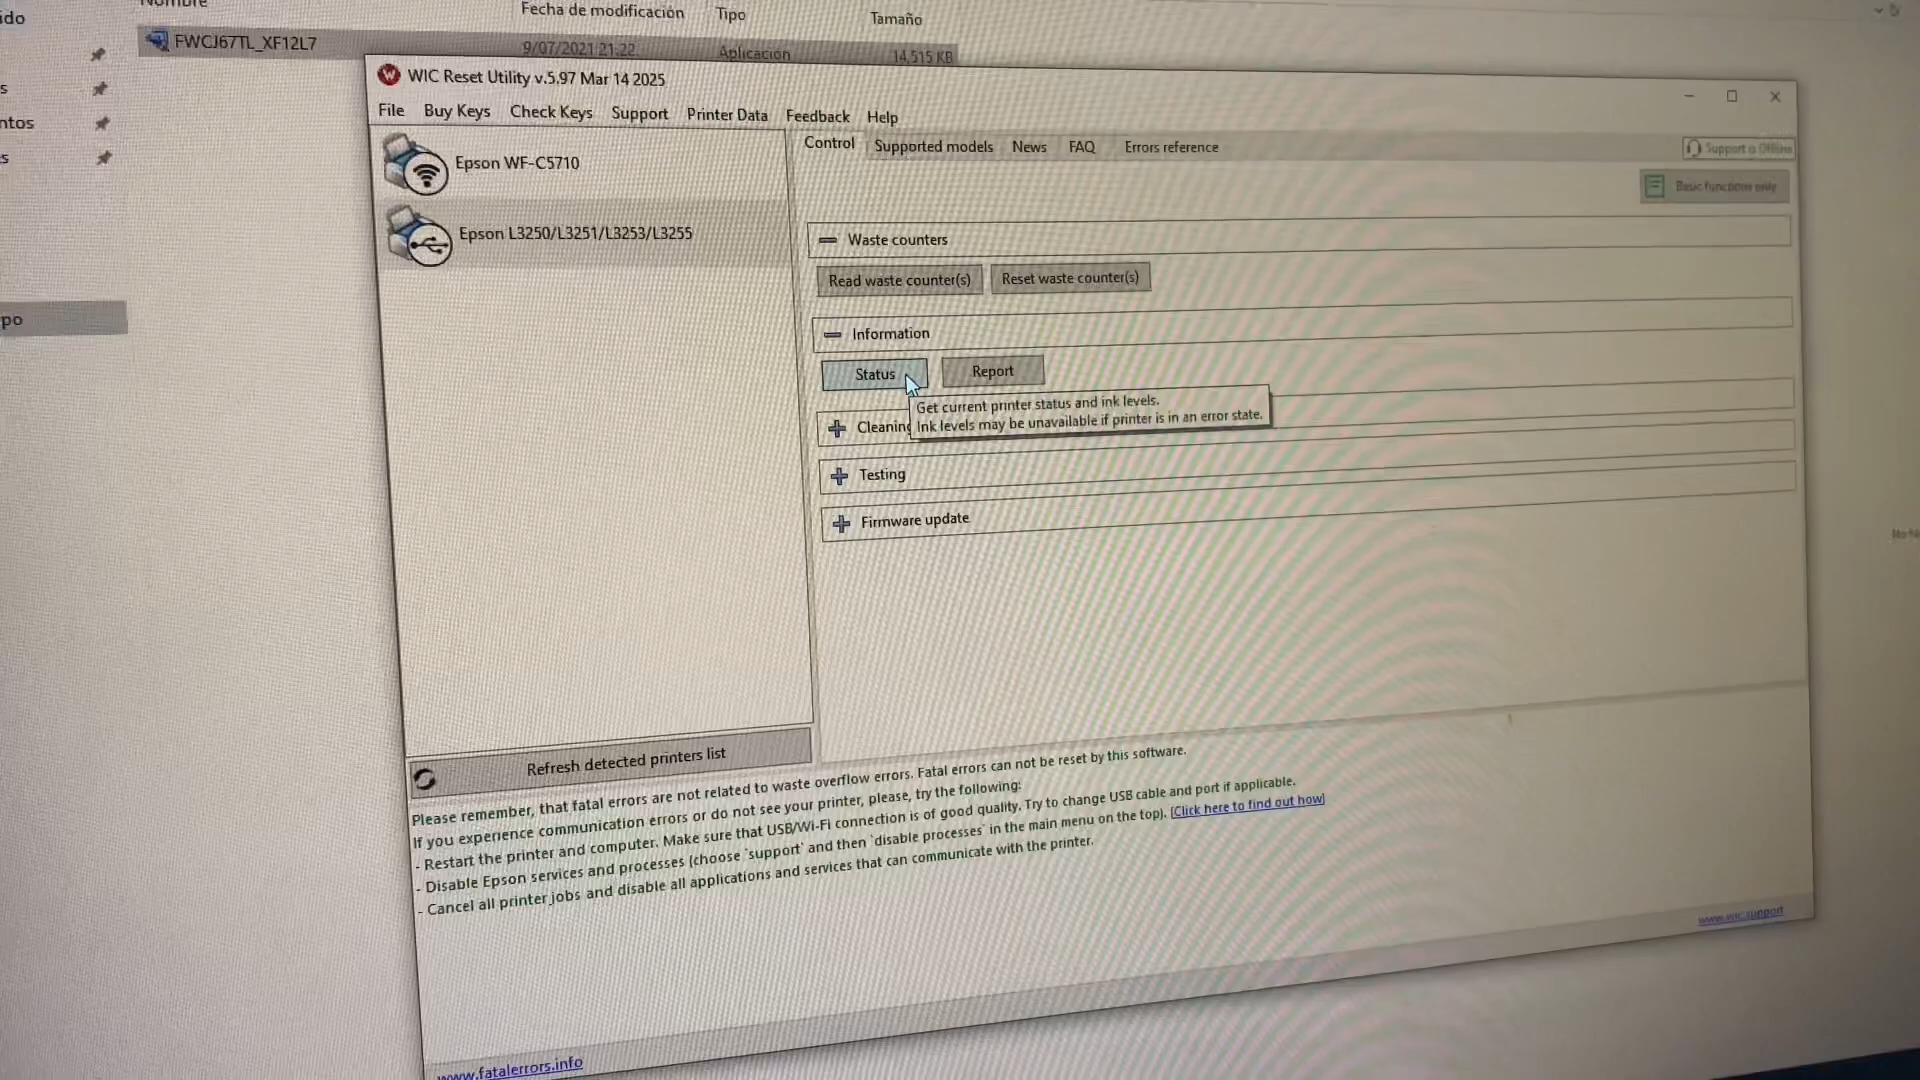 Nombre
Fecha de modificación
Tipo
Tamaño
ido
FWCJ67TL_XF12L7
9/07/2021 21:22
Aplicación
14,515 KB
s
ntos
s
po
WIC Reset Utility v.5.97 Mar 14 2025
File Buy Keys Check Keys Support Printer Data Feedback Help
Epson WF-C5710
Epson L3250/L3251/L3253/L3255
Control Supported models News FAQ Errors reference
Support is Offline
Basic functions only
Waste counters
Read waste counter(s) Reset waste counter(s)
Information
Status Report
Get current printer status and ink levels.
Ink levels may be unavailable if printer is in an error state.
Cleaning
Testing
Firmware update
Refresh detected printers list
Please remember, that fatal errors are not related to waste overflow errors. Fatal errors can not be reset by this software.
If you experience communication errors or do not see your printer, please, try the following:
- Restart the printer and computer. Make sure that USB/Wi-Fi connection is of good quality. Try to change USB cable and port if applicable.
- Disable Epson services and processes (choose `support` and then `disable processes` in the main menu on the top). [Click here to find out how]
- Cancel all printer jobs and disable all applications and services that can communicate with the printer.
www.wic.support
www.fatalerrors.info